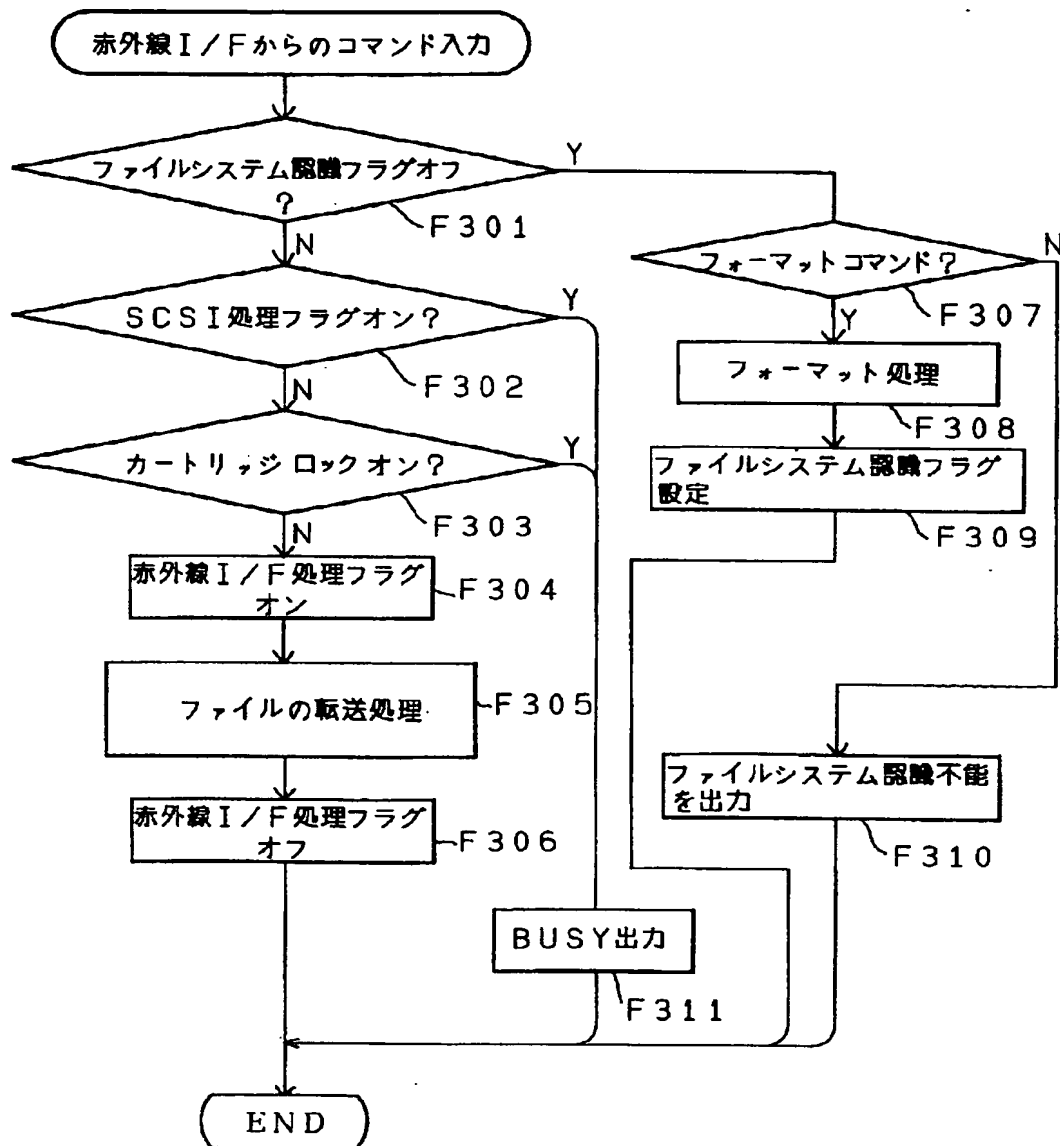 赤外線I/Fからのコマンド入力
ファイルシステム認識フラグオフ
?
Y
F301
N
SCSI処理フラグオン?
Y
F302
N
カートリッジロックオン?
Y
F303
N
赤外線I/F処理フラグ
オン
F304
ファイルの転送処理
F305
赤外線I/F処理フラグ
オフ
F306
フォーマットコマンド?
N
F307
Y
フォーマット処理
F308
ファイルシステム認識フラグ
設定
F309
ファイルシステム認識不能
を出力
F310
BUSY出力
F311
END